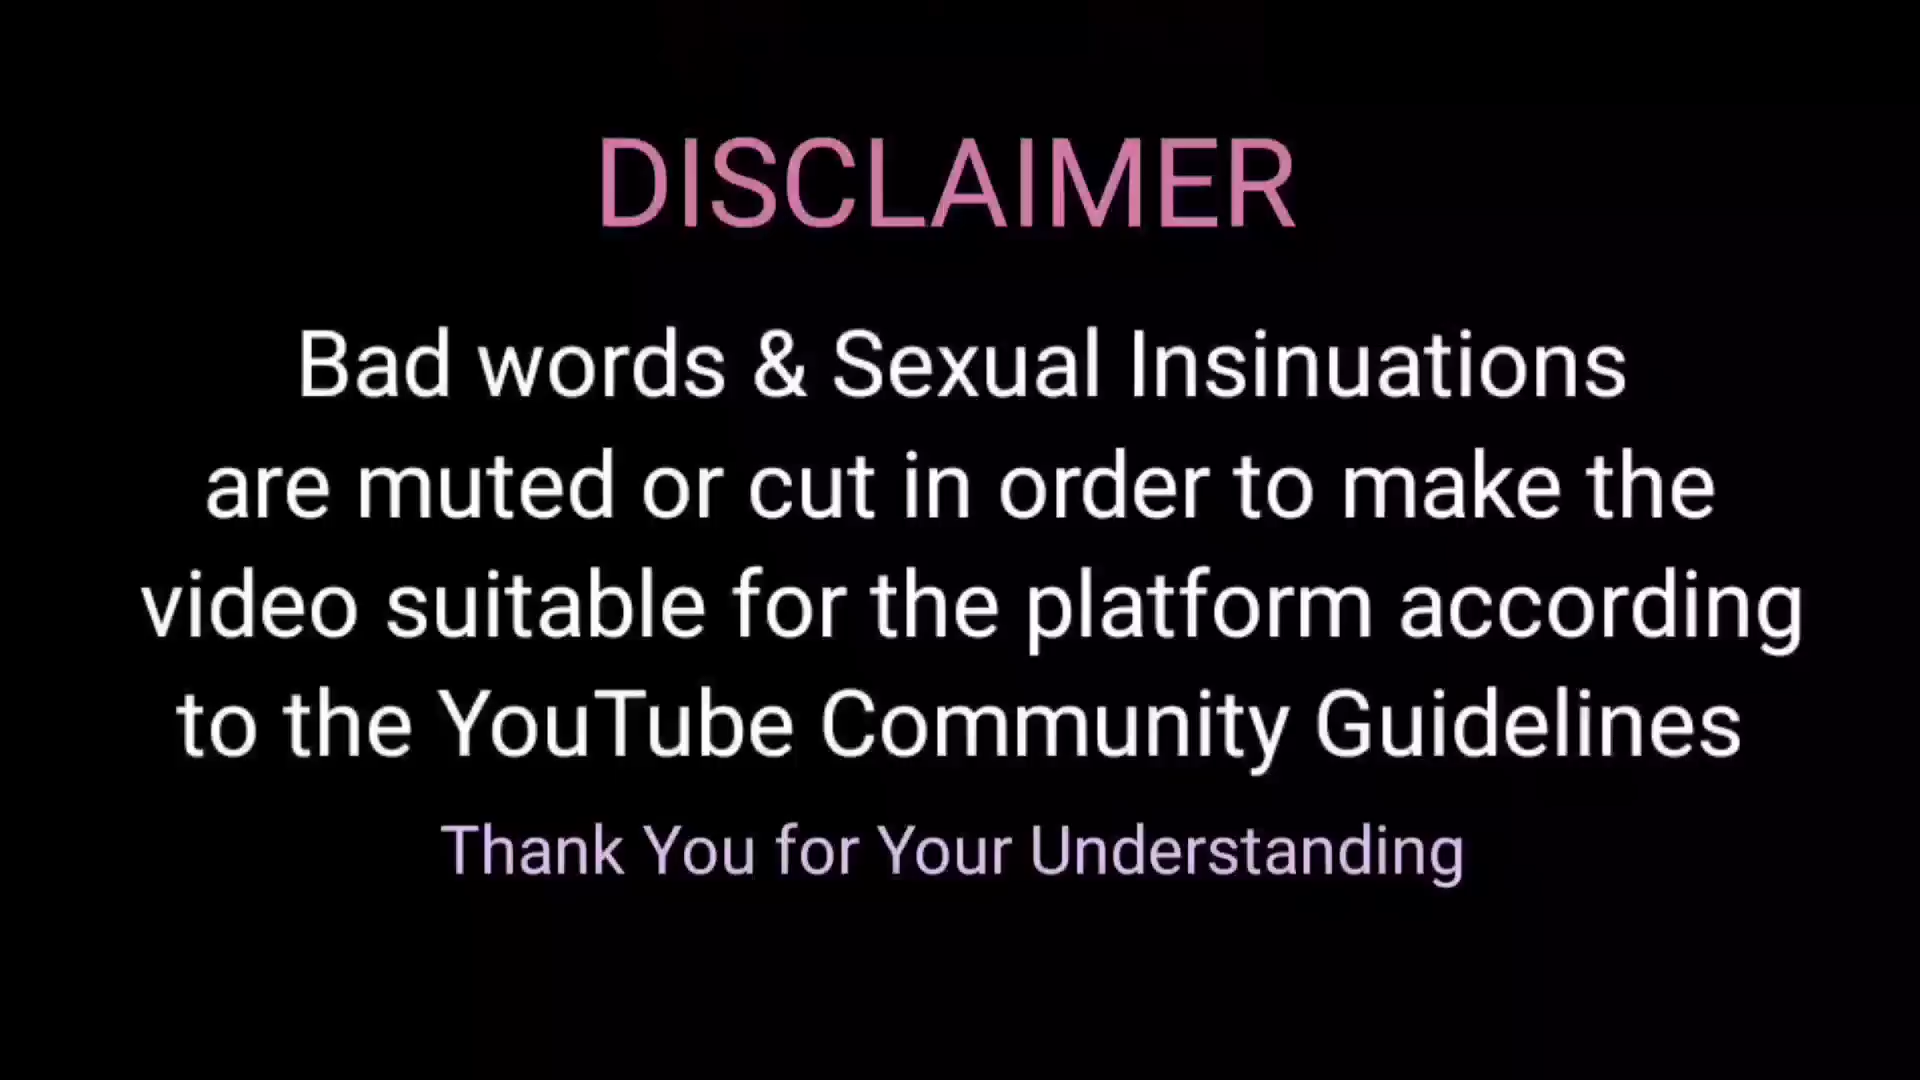 DISCLAIMER
Bad words & Sexual Insinuations
are muted or cut in order to make the
video suitable for the platform according
to the YouTube Community Guidelines
Thank You for Your Understanding